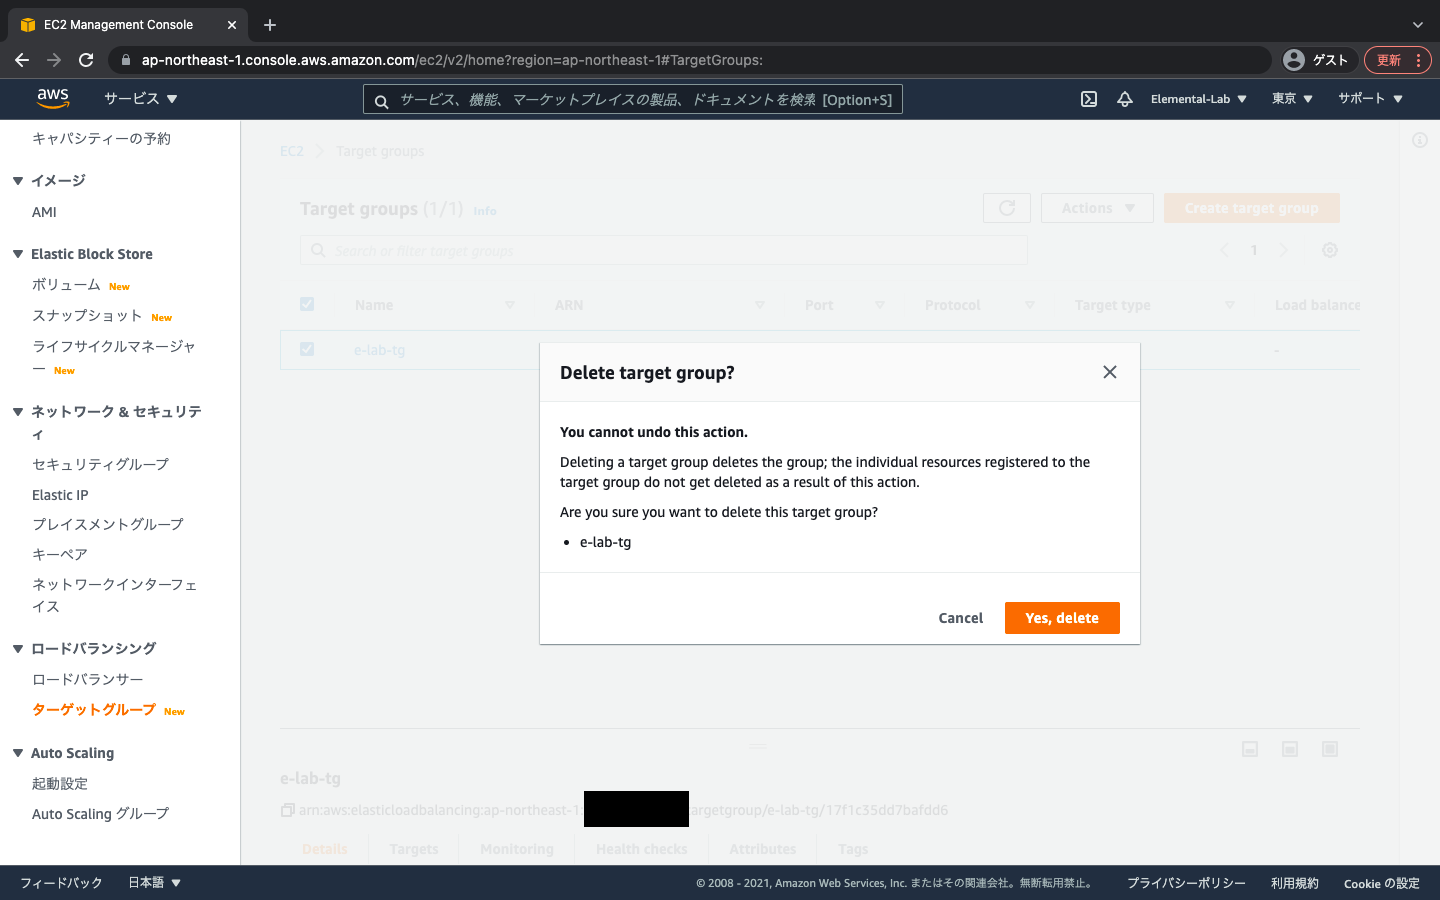 EC2 Management Console
ap-northeast-1.console.aws.amazon.com/ec2/v2/home?region=ap-northeast-1#TargetGroups:
ゲスト
更新
aws
サービス
サービス、機能、マーケットプレイスの製品、ドキュメントを検索 [Option+S]
Elemental-Lab
東京
サポート
キャパシティーの予約
イメージ
AMI
Elastic Block Store
ボリューム New
スナップショット New
ライフサイクルマネージャ
ー New
ネットワーク & セキュリテ
ィ
セキュリティグループ
Elastic IP
プレイスメントグループ
キーペア
ネットワークインターフェ
イス
ロードバランシング
ロードバランサー
ターゲットグループ New
Auto Scaling
起動設定
Auto Scaling グループ
EC2 Target groups
Target groups (1/1) Info
Actions
Create target group
Search or filter target groups
1
Name ARN Port Protocol Target type Load balance
e-lab-tg -
Delete target group?
You cannot undo this action.
Deleting a target group deletes the group; the individual resources registered to the
target group do not get deleted as a result of this action.
Are you sure you want to delete this target group?
• e-lab-tg
Cancel
Yes, delete
e-lab-tg
arn:aws:elasticloadbalancing:ap-northeast-1: targetgroup/e-lab-tg/17f1c35dd7bafdd6
Details Targets Monitoring Health checks Attributes Tags
フィードバック
日本語
© 2008 - 2021, Amazon Web Services, Inc. またはその関連会社。無断転用禁止。
プライバシーポリシー
利用規約
Cookie の設定